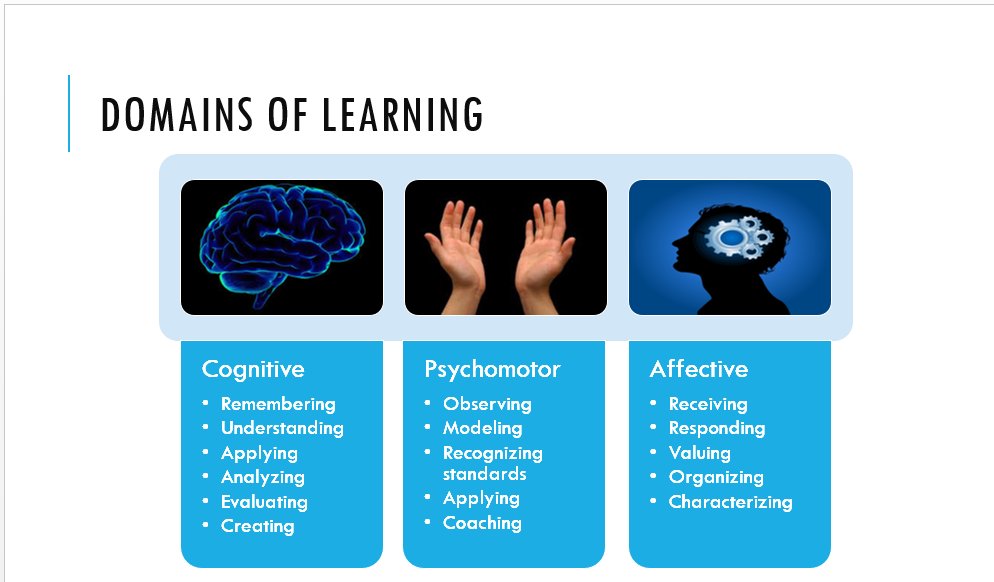 DOMAINS OF LEARNING
Cognitive
• Remembering
• Understanding
• Applying
• Analyzing
• Evaluating
• Creating
Psychomotor
• Observing
• Modeling
• Recognizing
standards
• Applying
• Coaching
Affective
• Receiving
• Responding
• Valuing
• Organizing
• Characterizing